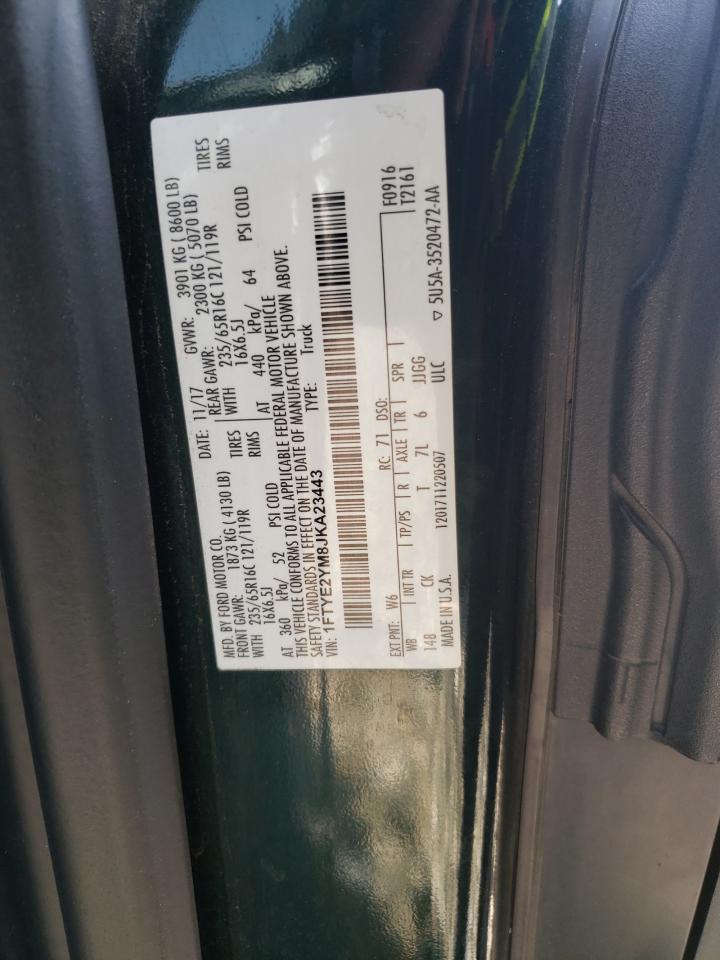 MFD. BY FORD MOTOR CO.
DATE: 11/17 GVWR: 3901 KG ( 8600 LB)
FRONT GAWR: 1873 KG ( 4130 LB) REAR GAWR: 2300 KG ( 5070 LB)
WITH 235/65R16C 121/119R TIRES WITH 235/65R16C 121/119R TIRES
16X6.5J RIMS 16X6.5J RIMS
AT 360 kPa/ 52 PSI COLD AT 440 kPa/ 64 PSI COLD
THIS VEHICLE CONFORMS TO ALL APPLICABLE FEDERAL MOTOR VEHICLE
SAFETY STANDARDS IN EFFECT ON THE DATE OF MANUFACTURE SHOWN ABOVE.
VIN: 1FTYE2YM8JKA23443 TYPE: Truck
F0916
T2161
EXT PNT: W6 RC: 71 DSO:
WB INT TR TP/PS R AXLE TR SPR
148 CK T 7L 6 JJGG
MADE IN U.S.A. 1201711220507 ULC ▽ 5U5A-3520472-AA